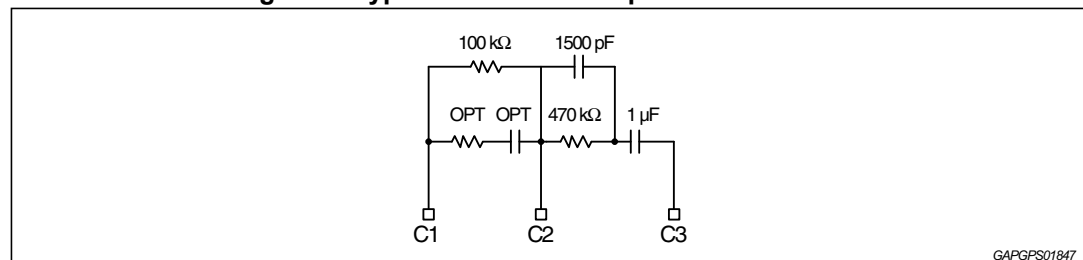 100 kΩ 1500 pF
OPT OPT 470 kΩ 1 µF
C1 C2 C3
GAPGPS01847